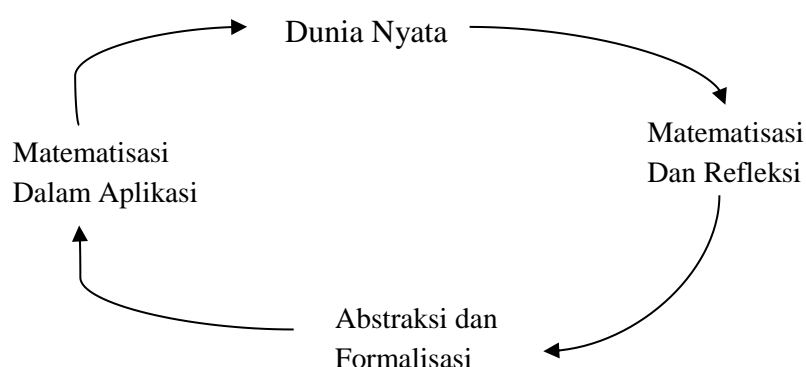 Dunia Nyata
Matematisasi
Dan Refleksi
Matematisasi
Dalam Aplikasi
Abstraksi dan
Formalisasi